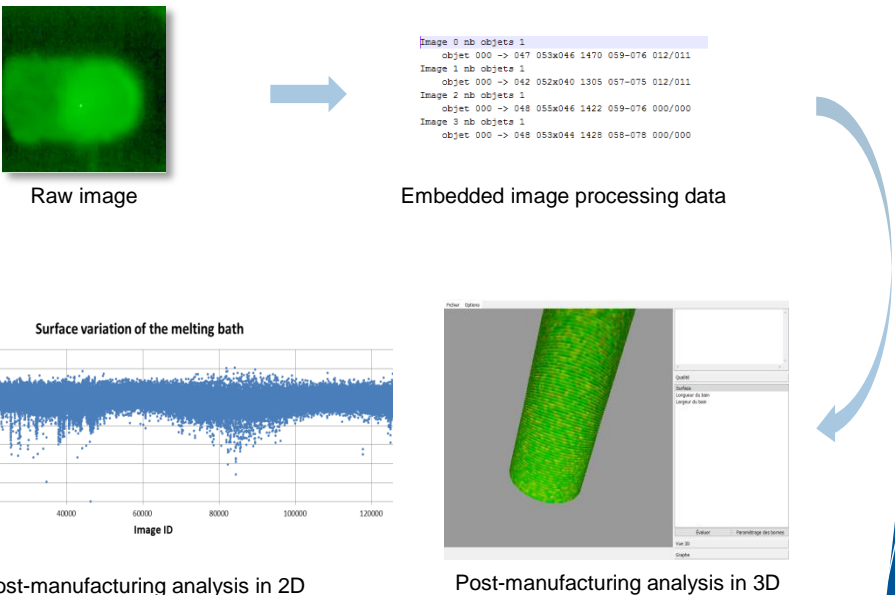 Image 0 nb objets 1
objet 000 -> 047 053x046 1470 059-076 012/011
Image 1 nb objets 1
objet 000 -> 042 052x040 1305 057-075 012/011
Image 2 nb objets 1
objet 000 -> 048 055x046 1422 059-076 000/000
Image 3 nb objets 1
objet 000 -> 048 053x044 1428 058-078 000/000
Raw image
Embedded image processing data
Surface variation of the melting bath
40000 60000 80000 100000 120000
Image ID
Fichier Options
Qualité
Surface
Longueur du bain
Largeur du bain
Évaluer Paramétrage des bornes
Vue 3D
Graphe
ost-manufacturing analysis in 2D
Post-manufacturing analysis in 3D